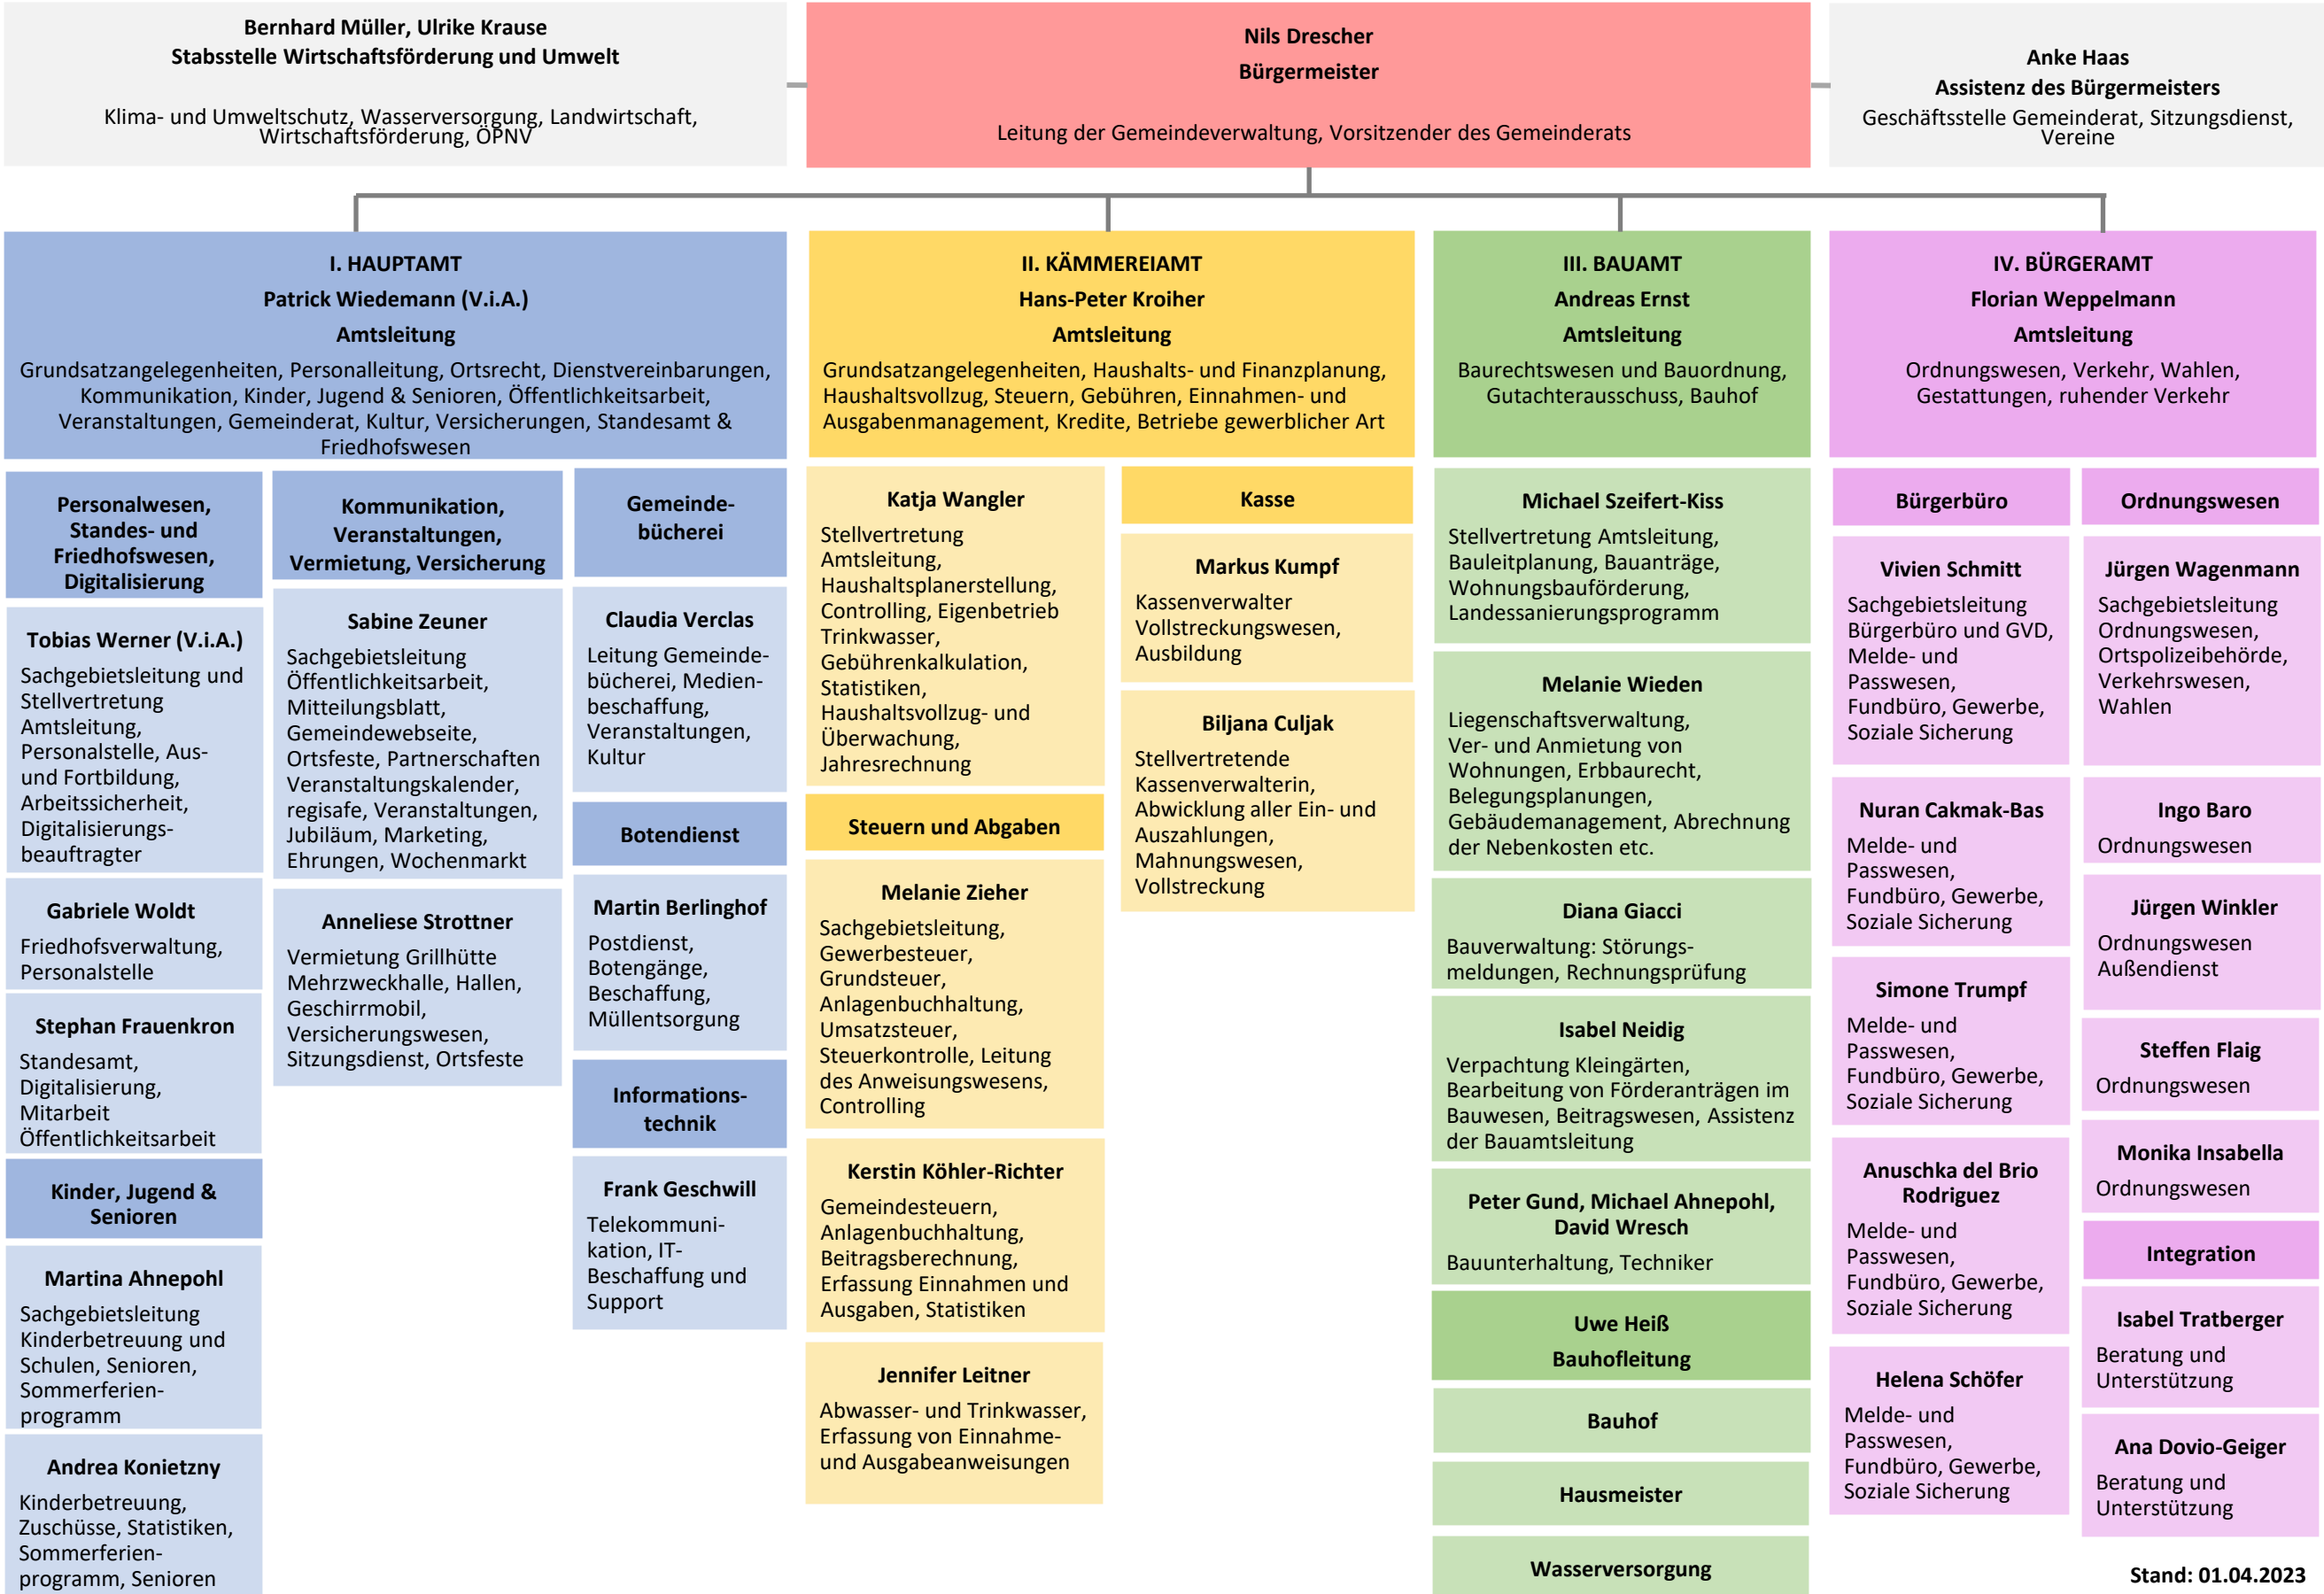 Bernhard Müller, Ulrike Krause
Stabsstelle Wirtschaftsförderung und Umwelt
Klima- und Umweltschutz, Wasserversorgung, Landwirtschaft,
Wirtschaftsförderung, ÖPNV
Nils Drescher
Bürgermeister
Leitung der Gemeindeverwaltung, Vorsitzender des Gemeinderats
Anke Haas
Assistenz des Bürgermeisters
Geschäftsstelle Gemeinderat, Sitzungsdienst,
Vereine
I. HAUPTAMT
Patrick Wiedemann (V.i.A.)
Amtsleitung
Grundsatzangelegenheiten, Personalleitung, Ortsrecht, Dienstvereinbarungen,
Kommunikation, Kinder, Jugend & Senioren, Öffentlichkeitsarbeit,
Veranstaltungen, Gemeinderat, Kultur, Versicherungen, Standesamt &
Friedhofswesen
Personalwesen,
Standes- und
Friedhofswesen,
Digitalisierung
Tobias Werner (V.i.A.)
Sachgebietsleitung und
Stellvertretung
Amtsleitung,
Personalstelle, Aus-
und Fortbildung,
Arbeitssicherheit,
Digitalisierungs-
beauftragter
Gabriele Woldt
Friedhofsverwaltung,
Personalstelle
Stephan Frauenkron
Standesamt,
Digitalisierung,
Mitarbeit
Öffentlichkeitsarbeit
Kinder, Jugend &
Senioren
Martina Ahnepohl
Sachgebietsleitung
Kinderbetreuung und
Schulen, Senioren,
Sommerferien-
programm
Andrea Konietzny
Kinderbetreuung,
Zuschüsse, Statistiken,
Sommerferien-
programm, Senioren
Kommunikation,
Veranstaltungen,
Vermietung, Versicherung
Sabine Zeuner
Sachgebietsleitung
Öffentlichkeitsarbeit,
Mitteilungsblatt,
Gemeindewebseite,
Ortsfeste, Partnerschaften
Veranstaltungskalender,
regisafe, Veranstaltungen,
Jubiläum, Marketing,
Ehrungen, Wochenmarkt
Anneliese Strottner
Vermietung Grillhütte
Mehrzweckhalle, Hallen,
Geschirrmobil,
Versicherungswesen,
Sitzungsdienst, Ortsfeste
Gemeinde-
bücherei
Claudia Verclas
Leitung Gemeinde-
bücherei, Medien-
beschaffung,
Veranstaltungen,
Kultur
Botendienst
Martin Berlinghof
Postdienst,
Botengänge,
Beschaffung,
Müllentsorgung
Informations-
technik
Frank Geschwill
Telekommuni-
kation, IT-
Beschaffung und
Support
II. KÄMMEREIAMT
Hans-Peter Kroiher
Amtsleitung
Grundsatzangelegenheiten, Haushalts- und Finanzplanung,
Haushaltsvollzug, Steuern, Gebühren, Einnahmen- und
Ausgabenmanagement, Kredite, Betriebe gewerblicher Art
Katja Wangler
Stellvertretung
Amtsleitung,
Haushaltsplanerstellung,
Controlling, Eigenbetrieb
Trinkwasser,
Gebührenkalkulation,
Statistiken,
Haushaltsvollzug- und
Überwachung,
Jahresrechnung
Steuern und Abgaben
Melanie Zieher
Sachgebietsleitung,
Gewerbesteuer,
Grundsteuer,
Anlagenbuchhaltung,
Umsatzsteuer,
Steuerkontrolle, Leitung
des Anweisungswesens,
Controlling
Kerstin Köhler-Richter
Gemeindesteuern,
Anlagenbuchhaltung,
Beitragsberechnung,
Erfassung Einnahmen und
Ausgaben, Statistiken
Jennifer Leitner
Abwasser- und Trinkwasser,
Erfassung von Einnahme-
und Ausgabeanweisungen
Kasse
Markus Kumpf
Kassenverwalter
Vollstreckungswesen,
Ausbildung
Biljana Culjak
Stellvertretende
Kassenverwalterin,
Abwicklung aller Ein- und
Auszahlungen,
Mahnungswesen,
Vollstreckung
III. BAUAMT
Andreas Ernst
Amtsleitung
Baurechtswesen und Bauordnung,
Gutachterausschuss, Bauhof
Michael Szeifert-Kiss
Stellvertretung Amtsleitung,
Bauleitplanung, Bauanträge,
Wohnungsbauförderung,
Landessanierungsprogramm
Melanie Wieden
Liegenschaftsverwaltung,
Ver- und Anmietung von
Wohnungen, Erbbaurecht,
Belegungsplanungen,
Gebäudemanagement, Abrechnung
der Nebenkosten etc.
Diana Giacci
Bauverwaltung: Störungs-
meldungen, Rechnungsprüfung
Isabel Neidig
Verpachtung Kleingärten,
Bearbeitung von Förderanträgen im
Bauwesen, Beitragswesen, Assistenz
der Bauamtsleitung
Peter Gund, Michael Ahnepohl,
David Wresch
Bauunterhaltung, Techniker
Uwe Heiß
Bauhofleitung
Bauhof
Hausmeister
Wasserversorgung
IV. BÜRGERAMT
Florian Weppelmann
Amtsleitung
Ordnungswesen, Verkehr, Wahlen,
Gestattungen, ruhender Verkehr
Bürgerbüro
Vivien Schmitt
Sachgebietsleitung
Bürgerbüro und GVD,
Melde- und
Passwesen,
Fundbüro, Gewerbe,
Soziale Sicherung
Nuran Cakmak-Bas
Melde- und
Passwesen,
Fundbüro, Gewerbe,
Soziale Sicherung
Simone Trumpf
Melde- und
Passwesen,
Fundbüro, Gewerbe,
Soziale Sicherung
Anuschka del Brio
Rodriguez
Melde- und
Passwesen,
Fundbüro, Gewerbe,
Soziale Sicherung
Helena Schöfer
Melde- und
Passwesen,
Fundbüro, Gewerbe,
Soziale Sicherung
Ordnungswesen
Jürgen Wagenmann
Sachgebietsleitung
Ordnungswesen,
Ortspolizeibehörde,
Verkehrswesen,
Wahlen
Ingo Baro
Ordnungswesen
Jürgen Winkler
Ordnungswesen
Außendienst
Steffen Flaig
Ordnungswesen
Monika Insabella
Ordnungswesen
Integration
Isabel Tratberger
Beratung und
Unterstützung
Ana Dovio-Geiger
Beratung und
Unterstützung
Stand: 01.04.2023